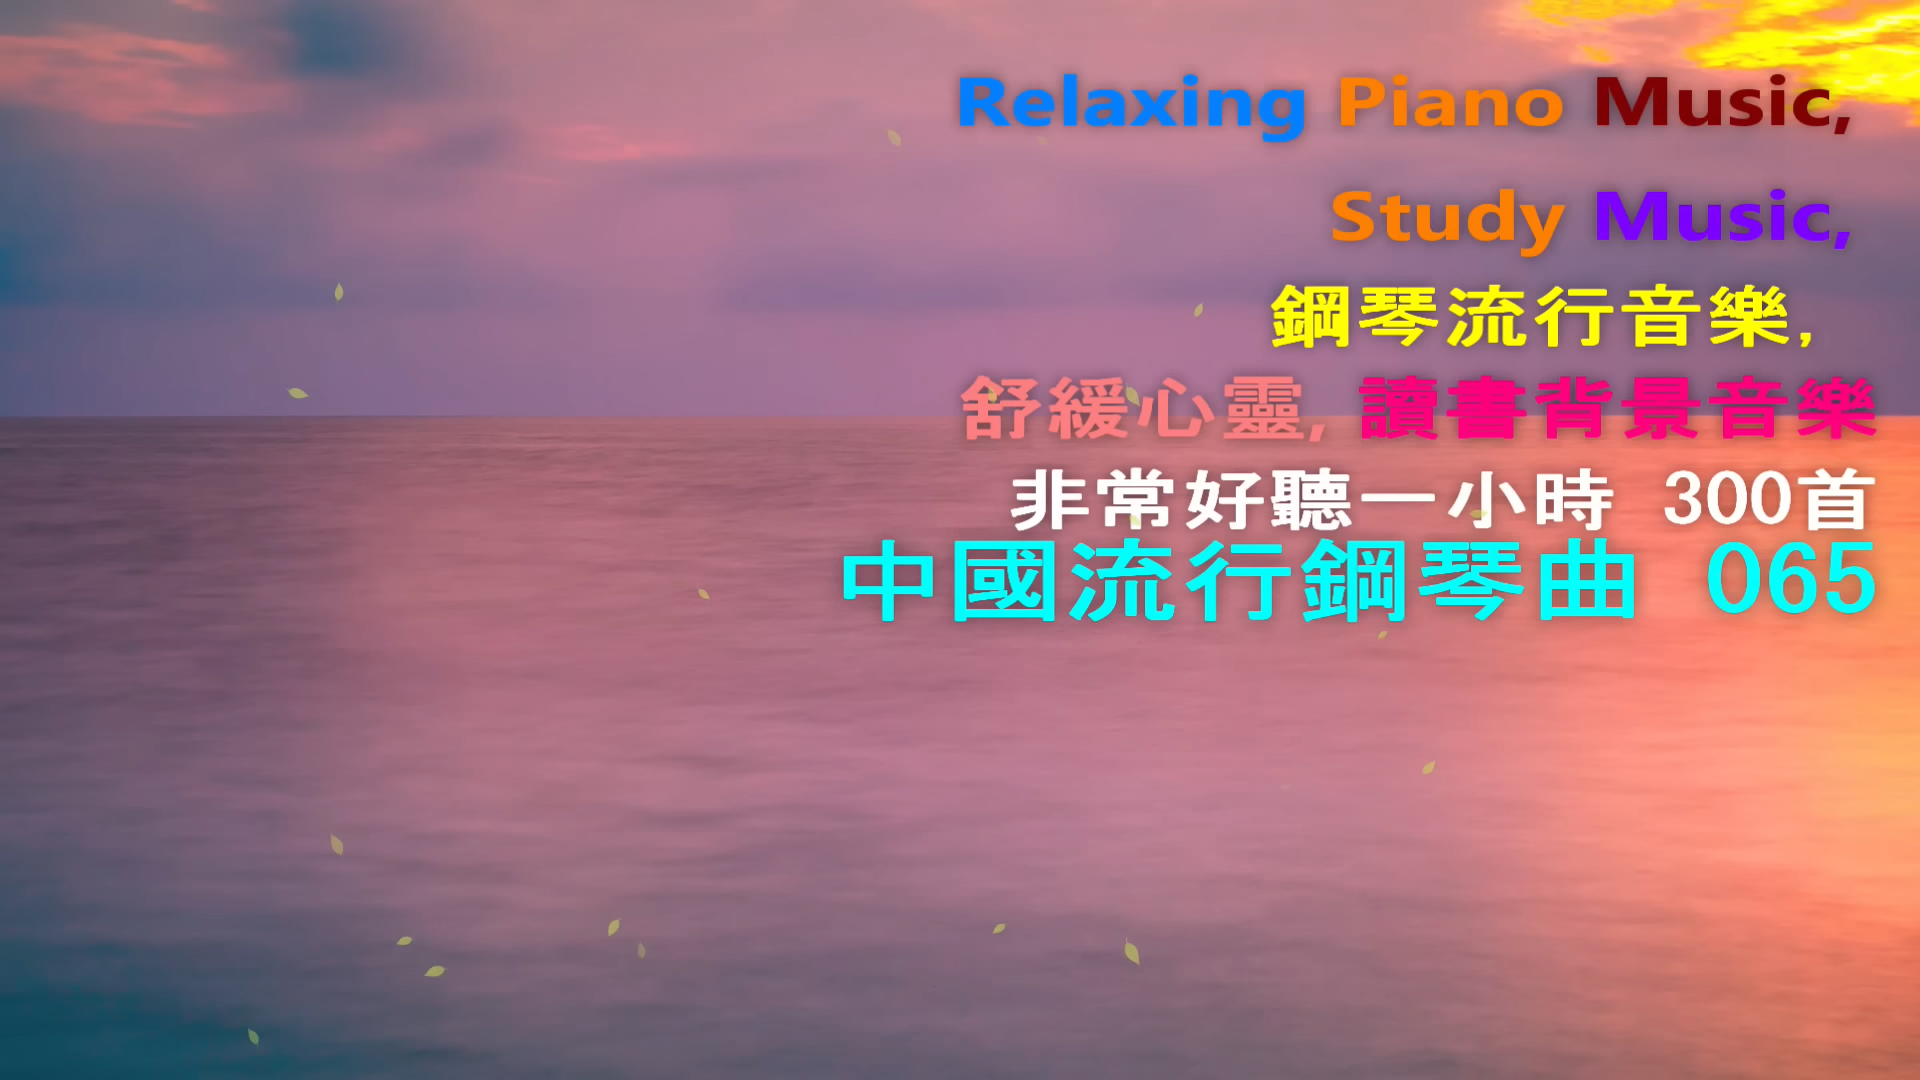 Relaxing Piano Music,
Study Music,
鋼琴流行音樂,
舒緩心靈, 讀書背景音樂
非常好聽一小時 300首
中國流行鋼琴曲 065